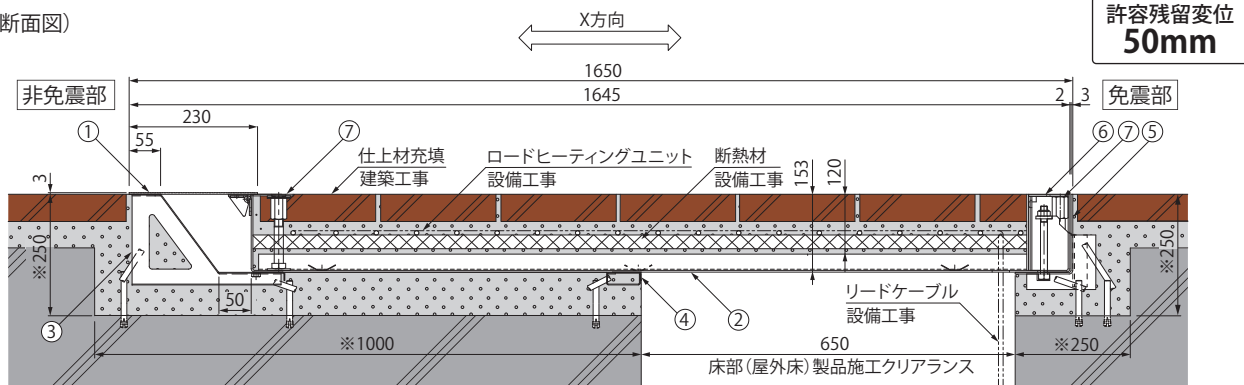 断面図)
X方向
許容残留変位
50mm
1650
非免震部
1645
2
3
免震部
230
①
55
⑦
仕上材充填
建築工事
ロードヒーティングユニット
設備工事
断熱材
設備工事
153
120
⑥
⑦
⑤
3
※250
※250
③
50
④
②
リードケーブル
設備工事
※1000
650
※250
床部(屋外床)製品施工クリアランス